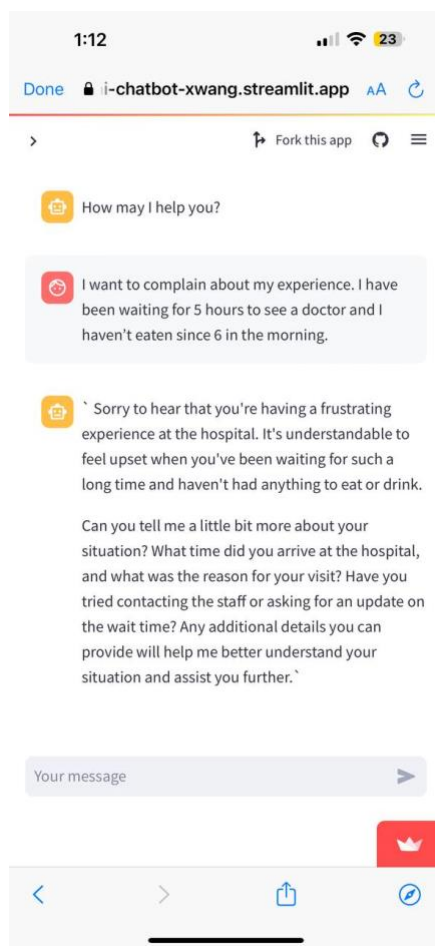 1:12
23
Done
i-chatbot-xwang.streamlit.app
AA
Fork this app
How may I help you?
I want to complain about my experience. I have
been waiting for 5 hours to see a doctor and I
haven't eaten since 6 in the morning.
` Sorry to hear that you're having a frustrating
experience at the hospital. It's understandable to
feel upset when you've been waiting for such a
long time and haven't had anything to eat or drink.
Can you tell me a little bit more about your
situation? What time did you arrive at the hospital,
and what was the reason for your visit? Have you
tried contacting the staff or asking for an update on
the wait time? Any additional details you can
provide will help me better understand your
situation and assist you further.`
Your message